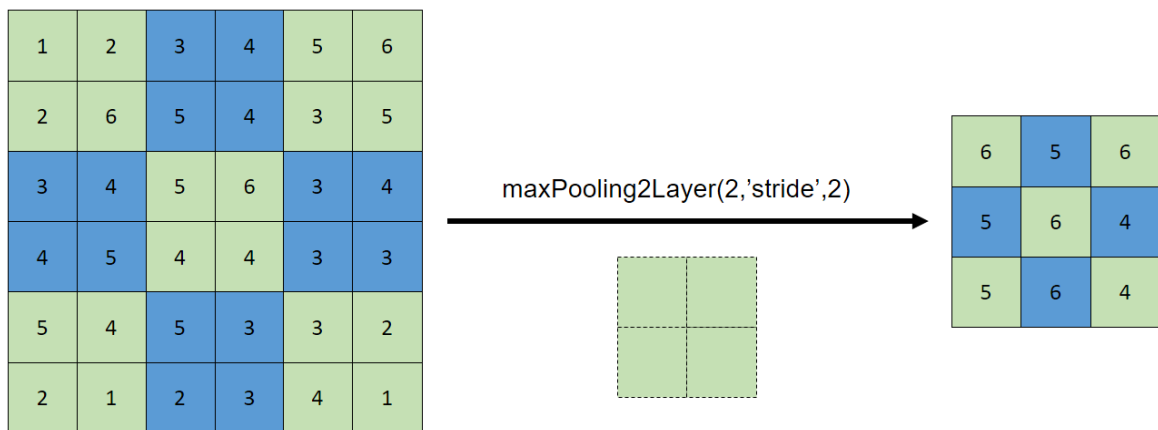 1 2 3 4 5 6
2 6 5 4 3 5
3 4 5 6 3 4
4 5 4 4 3 3
5 4 5 3 3 2
2 1 2 3 4 1
maxPooling2Layer(2,’stride’,2)
6 5 6
5 6 4
5 6 4